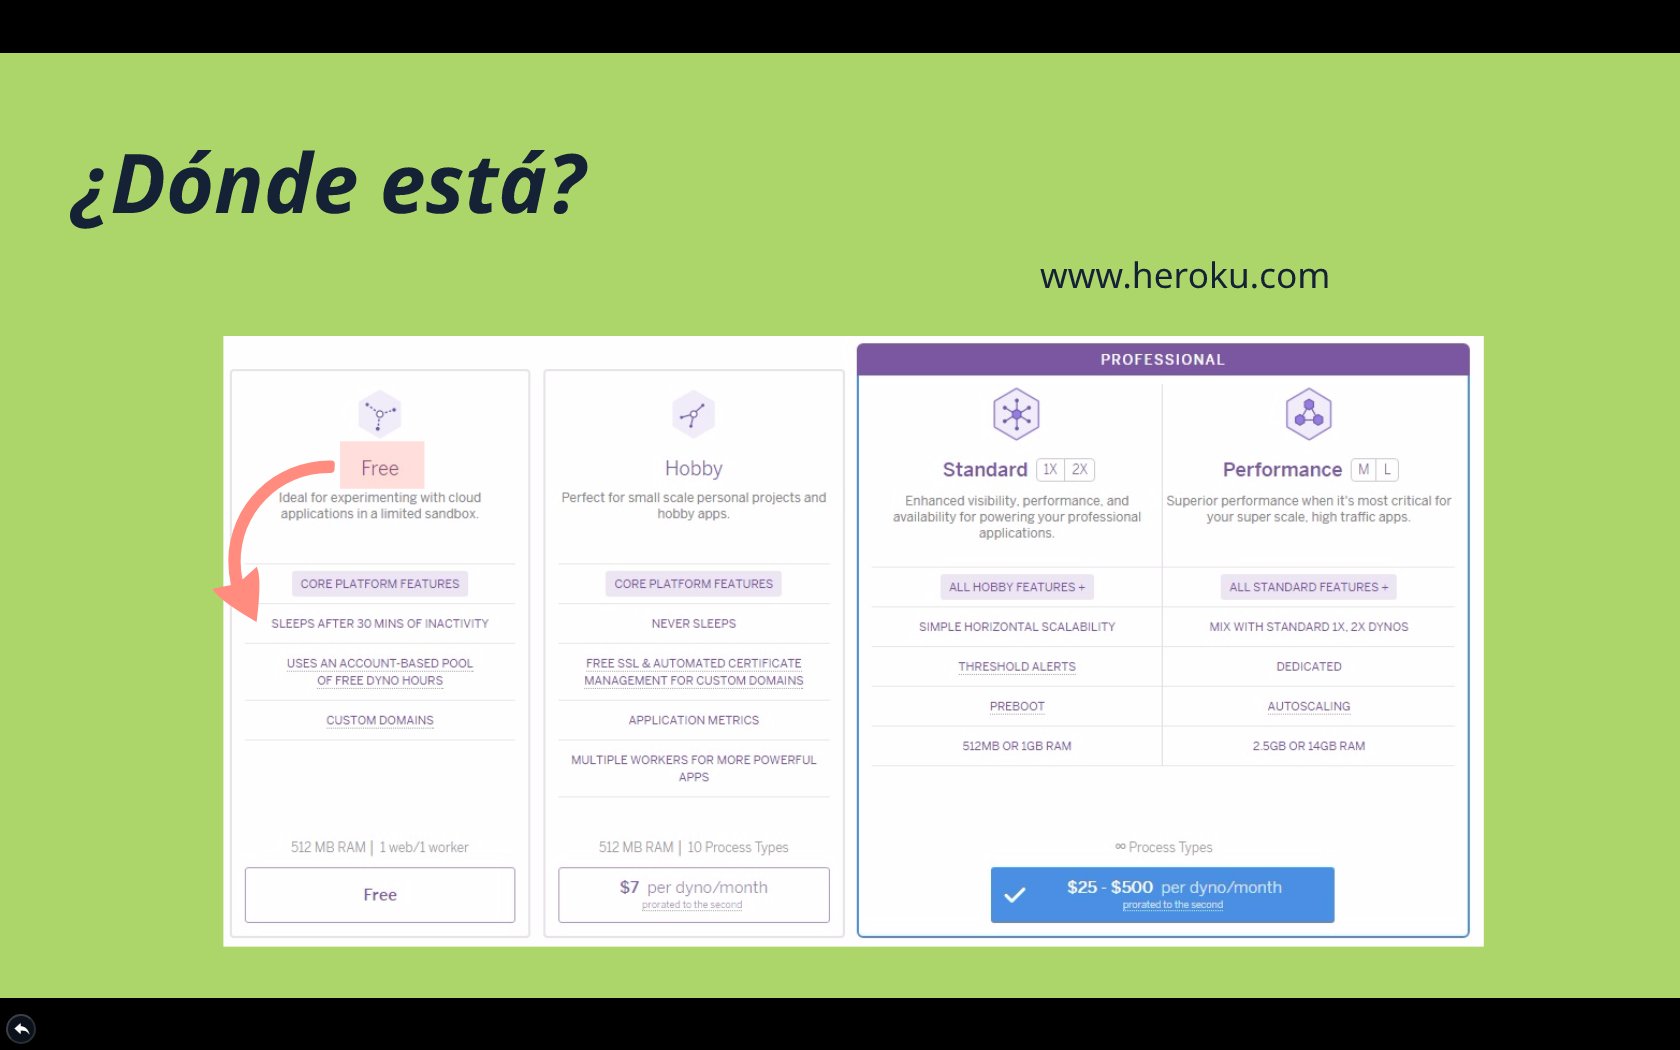 ¿Dónde está?
www.heroku.com
Free
Ideal for experimenting with cloud
applications in a limited sandbox.
CORE PLATFORM FEATURES
SLEEPS AFTER 30 MINS OF INACTIVITY
USES AN ACCOUNT-BASED POOL
OF FREE DYNO HOURS
CUSTOM DOMAINS
512 MB RAM | 1 web/1 worker
Free
Hobby
Perfect for small scale personal projects and
hobby apps.
CORE PLATFORM FEATURES
NEVER SLEEPS
FREE SSL & AUTOMATED CERTIFICATE
MANAGEMENT FOR CUSTOM DOMAINS
APPLICATION METRICS
MULTIPLE WORKERS FOR MORE POWERFUL
APPS
512 MB RAM | 10 Process Types
$7 per dyno/month
prorated to the second
PROFESSIONAL
Standard 1X 2X
Enhanced visibility, performance, and
availability for powering your professional
applications.
ALL HOBBY FEATURES +
SIMPLE HORIZONTAL SCALABILITY
THRESHOLD ALERTS
PREBOOT
512MB OR 1GB RAM
Performance M L
Superior performance when it's most critical for
your super scale, high traffic apps.
ALL STANDARD FEATURES +
MIX WITH STANDARD 1X, 2X DYNOS
DEDICATED
AUTOSCALING
2.5GB OR 14GB RAM
∞ Process Types
$25 - $500 per dyno/month
prorated to the second